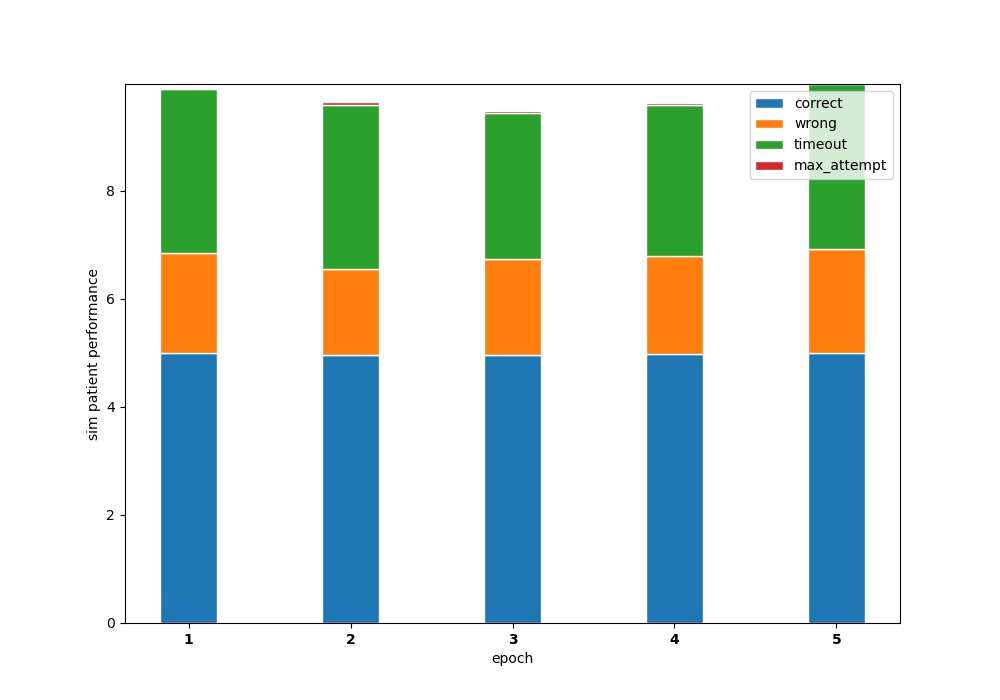 correct
wrong
timeout
max_attempt
8
6
4
2
0
sim patient performance
1 2 3 4 5
epoch